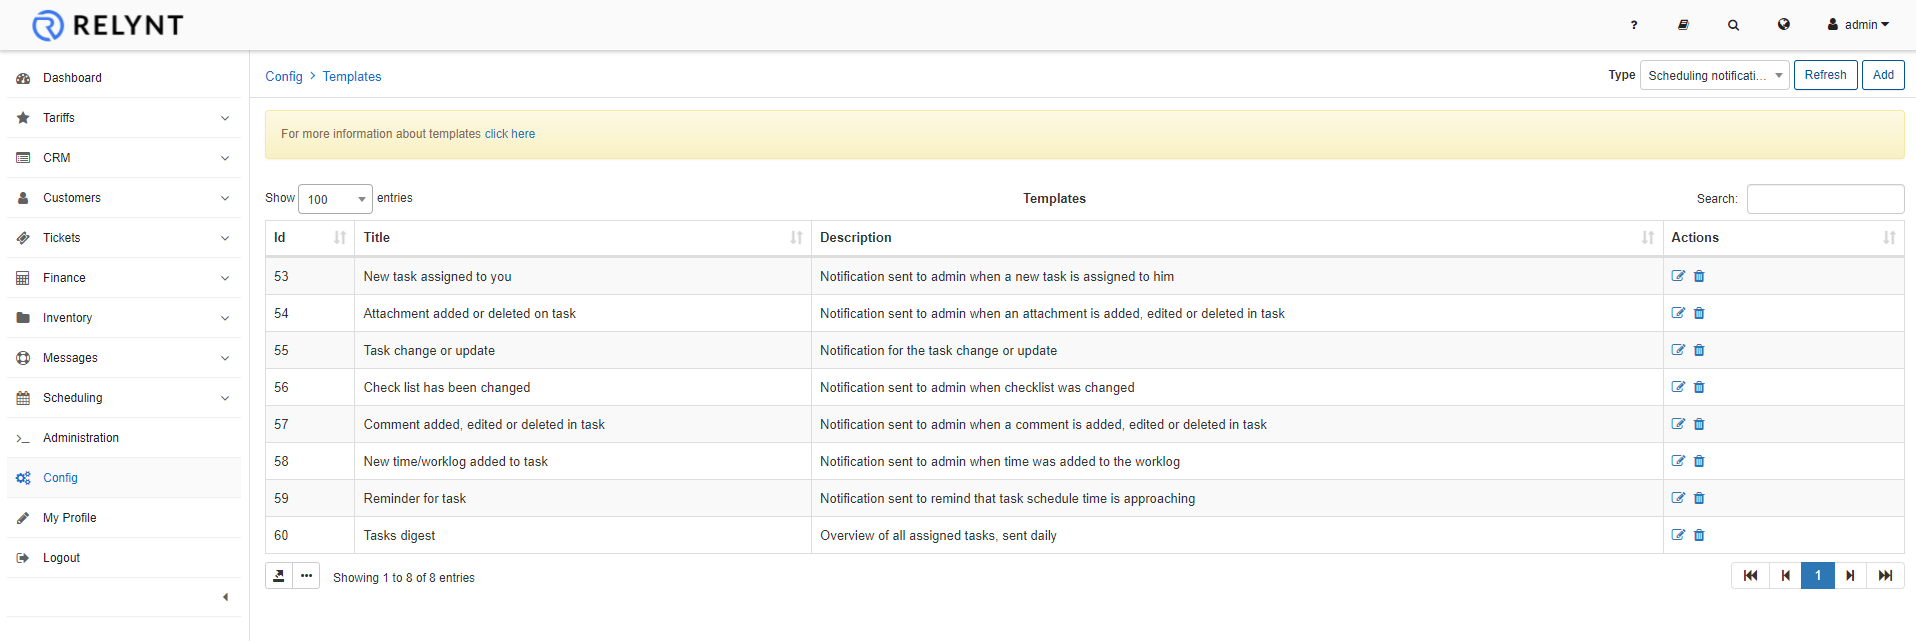 RELYNT
? admin
Dashboard
Tariffs
CRM
Customers
Tickets
Finance
Inventory
Messages
Scheduling
Administration
Config
My Profile
Logout
Config > Templates
Type Scheduling notificati... Refresh Add
For more information about templates click here
Show 100 entries
Templates
Search:
Id Title Description Actions
53 New task assigned to you Notification sent to admin when a new task is assigned to him
54 Attachment added or deleted on task Notification sent to admin when an attachment is added, edited or deleted in task
55 Task change or update Notification for the task change or update
56 Check list has been changed Notification sent to admin when checklist was changed
57 Comment added, edited or deleted in task Notification sent to admin when a comment is added, edited or deleted in task
58 New time/worklog added to task Notification sent to admin when time was added to the worklog
59 Reminder for task Notification sent to remind that task schedule time is approaching
60 Tasks digest Overview of all assigned tasks, sent daily
Showing 1 to 8 of 8 entries
1